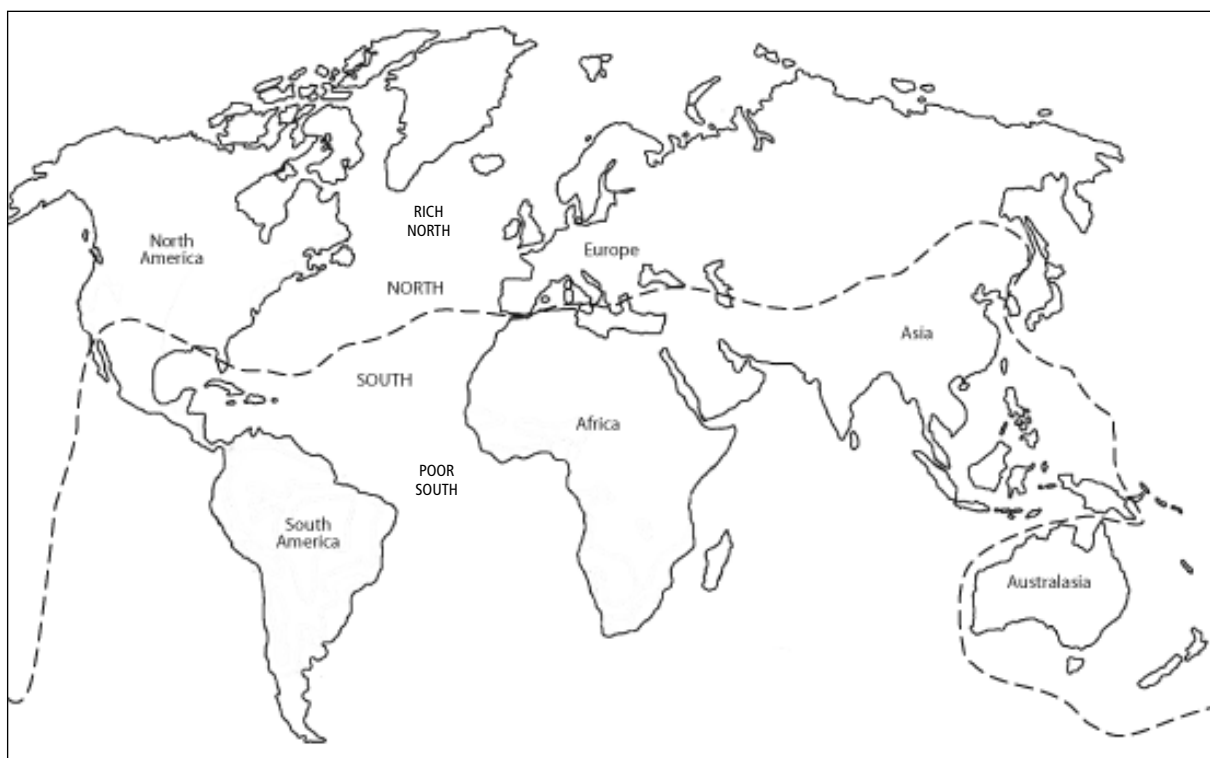 RICH
NORTH
North
America
Europe
NORTH
Asia
SOUTH
Africa
POOR
SOUTH
South
America
Australasia